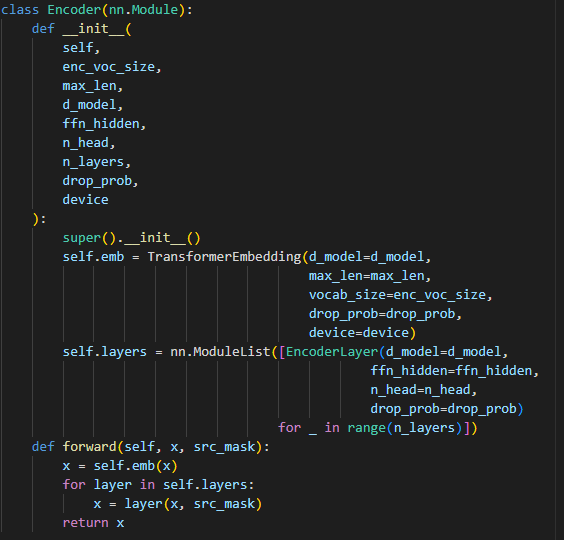 class Encoder(nn.Module):
    def __init__(
        self,
        enc_voc_size,
        max_len,
        d_model,
        ffn_hidden,
        n_head,
        n_layers,
        drop_prob,
        device
    ):
        super().__init__()
        self.emb = TransformerEmbedding(d_model=d_model,
                                        max_len=max_len,
                                        vocab_size=enc_voc_size,
                                        drop_prob=drop_prob,
                                        device=device)
        self.layers = nn.ModuleList([EncoderLayer(d_model=d_model,
                                                ffn_hidden=ffn_hidden,
                                                n_head=n_head,
                                                drop_prob=drop_prob)
                                    for _ in range(n_layers)])
    def forward(self, x, src_mask):
        x = self.emb(x)
        for layer in self.layers:
            x = layer(x, src_mask)
        return x